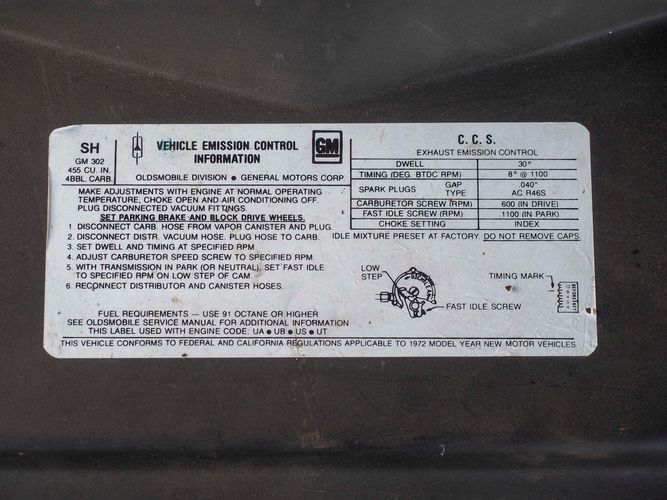 SH
GM 302
455 CU. IN.
4BBL. CARB.
VEHICLE EMISSION CONTROL
INFORMATION
GM
OLDSMOBILE DIVISION • GENERAL MOTORS CORP.
MAKE ADJUSTMENTS WITH ENGINE AT NORMAL OPERATING
TEMPERATURE, CHOKE OPEN AND AIR CONDITIONING OFF.
PLUG DISCONNECTED VACUUM FITTINGS.
SET PARKING BRAKE AND BLOCK DRIVE WHEELS.
1. DISCONNECT CARB. HOSE FROM VAPOR CANISTER AND PLUG.
2. DISCONNECT DISTR. VACUUM HOSE. PLUG HOSE TO CARB.
3. SET DWELL AND TIMING AT SPECIFIED RPM.
4. ADJUST CARBURETOR SPEED SCREW TO SPECIFIED RPM.
5. WITH TRANSMISSION IN PARK (OR NEUTRAL), SET FAST IDLE
TO SPECIFIED RPM ON LOW STEP OF CAM.
6. RECONNECT DISTRIBUTOR AND CANISTER HOSES.
FUEL REQUIREMENTS — USE 91 OCTANE OR HIGHER
SEE OLDSMOBILE SERVICE MANUAL FOR ADDITIONAL INFORMATION
THIS LABEL USED WITH ENGINE CODE: UA • UB • US • UT
C. C. S.
EXHAUST EMISSION CONTROL
DWELL 30°
TIMING (DEG. BTDC RPM) 8° @ 1100
SPARK PLUGS GAP .040"
TYPE AC R46S
CARBURETOR SCREW (RPM) 600 (IN DRIVE)
FAST IDLE SCREW (RPM) 1100 (IN PARK)
CHOKE SETTING INDEX
IDLE MIXTURE PRESET AT FACTORY. DO NOT REMOVE CAPS.
LOW
STEP
TIMING MARK
FAST IDLE SCREW
THIS VEHICLE CONFORMS TO FEDERAL AND CALIFORNIA REGULATIONS APPLICABLE TO 1972 MODEL YEAR NEW MOTOR VEHICLES.